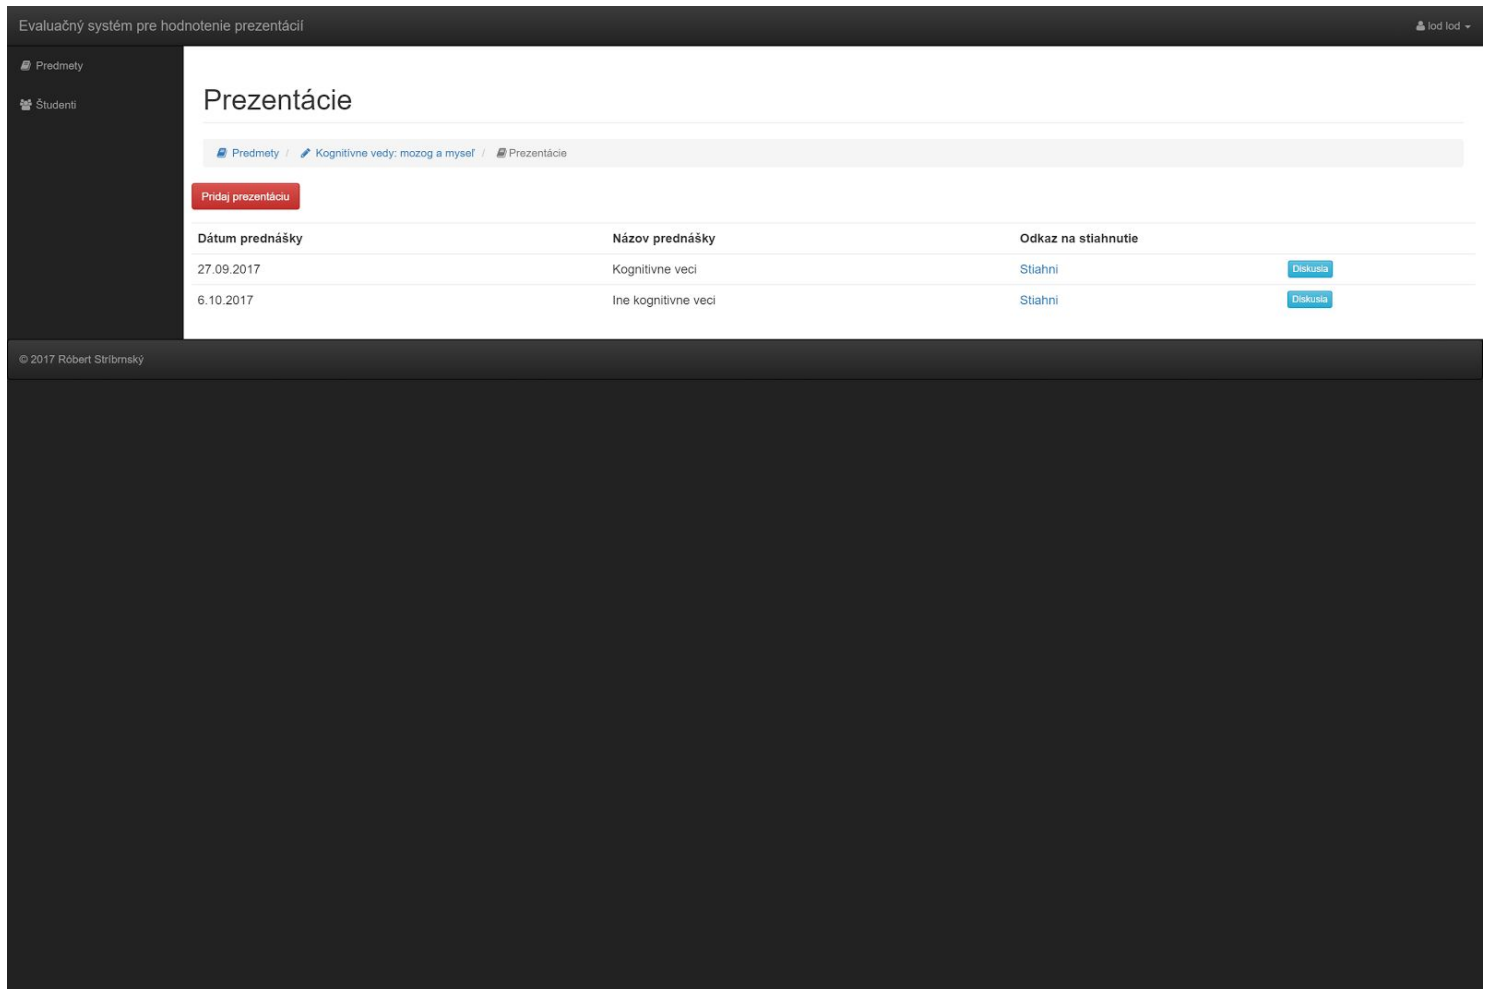 Evaluačný systém pre hodnotenie prezentácií
lod lod
Predmety
Študenti
Prezentácie
Predmety / Kognitívne vedy: mozog a myseľ / Prezentácie
Pridaj prezentáciu
Dátum prednášky Názov prednášky Odkaz na stiahnutie
27.09.2017 Kognitivne veci Stiahni Diskusia
6.10.2017 Ine kognitivne veci Stiahni Diskusia
© 2017 Róbert Stríbrnský